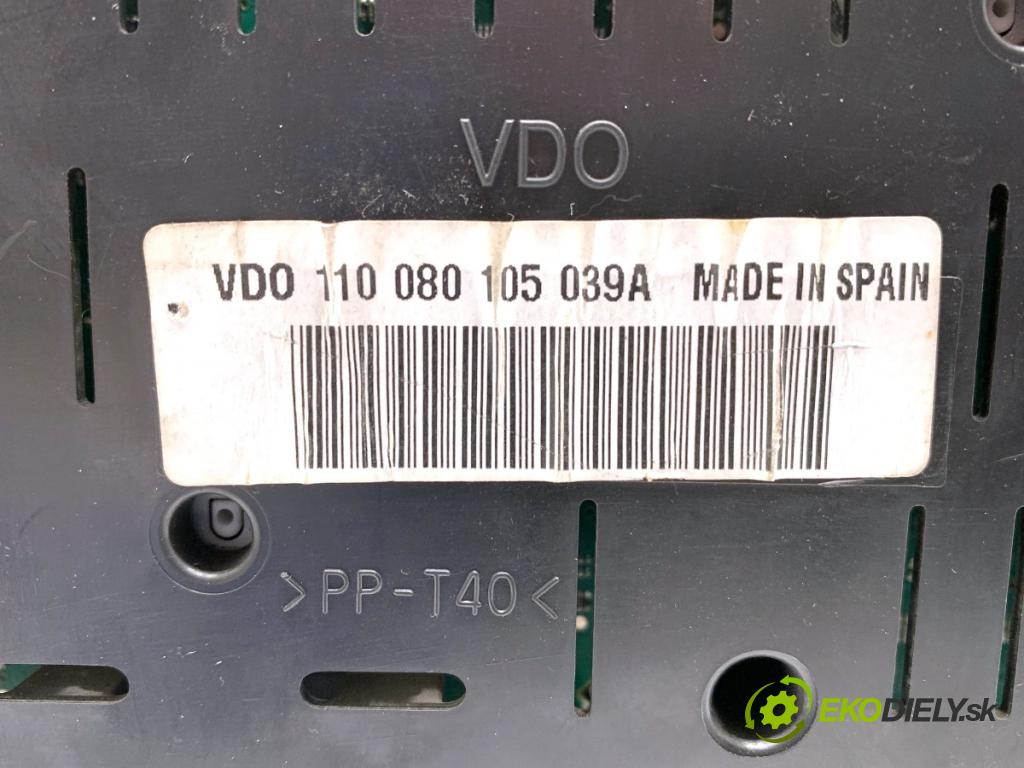 VDO
VDO 110 080 105 039A MADE IN SPAIN
>PP-T40<
EKODIELY.sk